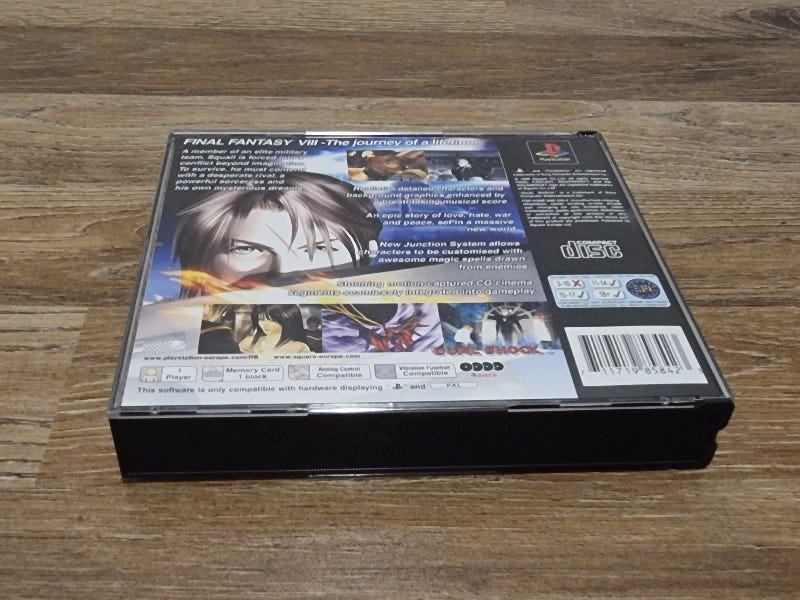 FINAL FANTASY VIII -The journey of a lifetime
A member of an elite military
team, Squall is forced into
conflict beyond imagination.
To survive, he must contend
with a desperate rival, a
powerful sorceress and
his own mysterious dreams.
Realistic detailed characters and
background graphics enhanced by
breathtaking musical score
An epic story of love, hate, war
and peace, set in a massive
new world
New Junction System allows
characters to be customised with
awesome magic spells drawn
from enemies
Stunning motion-captured CG cinema
segments seamlessly integrated into gameplay
DUAL SHOCK™
www.playstation-europe.com/ff8 www.square-europe.com
1 Player
Memory Card 1 block
Analog Control Compatible
Vibration Function Compatible
4 discs
This software is only compatible with hardware displaying PS and PAL
PlayStation
COMPACT
disc
3-10 11-14
15-17 18+
11719 85842